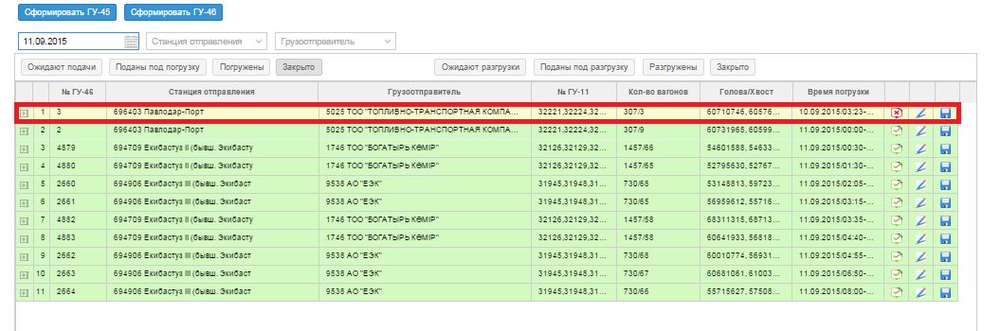 Сформировать ГУ-45 Сформировать ГУ-46
11.09.2015 Станция отправления Грузоотправитель
Ожидают подачи Поданы под погрузку Погружены Закрыто Ожидают разгрузки Поданы под разгрузку Разгружены Закрыто
№ ГУ-46 Станция отправления Грузоотправитель № ГУ-11 Кол-во вагонов Голова/Хвост Время погрузки
1 3 696403 Павлодар-Порт 5025 ТОО "ТОПЛИВНО-ТРАНСПОРТНАЯ КОМПА... 32221,32224,32... 307/3 60710746, 60576... 10.09.2015/03:23-...
2 2 696403 Павлодар-Порт 5025 ТОО "ТОПЛИВНО-ТРАНСПОРТНАЯ КОМПА... 32221,32224,32... 307/9 60731965, 60599... 11.09.2015/00:00-...
3 4879 694709 Екибастуз II (бывш. Экибасту 1746 ТОО "БОГАТЫРЬ КӨМІР" 32126,32129,32... 1457/66 54601588, 54633... 11.09.2015/00:30-...
4 4880 694709 Екибастуз II (бывш. Экибасту 1746 ТОО "БОГАТЫРЬ КӨМІР" 32126,32129,32... 1457/65 52795630, 52767... 11.09.2015/01:30-...
5 2660 694906 Екибастуз III (бывш. Экибаст 9538 АО "ЕЭК" 31945,31948,31... 730/68 53148813, 59723... 11.09.2015/02:05-...
6 2661 694906 Екибастуз III (бывш. Экибаст 9538 АО "ЕЭК" 31945,31948,31... 730/65 56959612, 55716... 11.09.2015/03:15-...
7 4882 694709 Екибастуз II (бывш. Экибасту 1746 ТОО "БОГАТЫРЬ КӨМІР" 32126,32129,32... 1457/58 68311315, 68713... 11.09.2015/03:35-...
8 4883 694709 Екибастуз II (бывш. Экибасту 1746 ТОО "БОГАТЫРЬ КӨМІР" 32126,32129,32... 1457/58 60641933, 56818... 11.09.2015/04:40-...
9 2662 694906 Екибастуз III (бывш. Экибаст 9538 АО "ЕЭК" 31945,31948,31... 730/68 60010774, 56931... 11.09.2015/04:55-...
10 2663 694906 Екибастуз III (бывш. Экибаст 9538 АО "ЕЭК" 31945,31948,31... 730/67 60681061, 61003... 11.09.2015/06:50-...
11 2664 694906 Екибастуз III (бывш. Экибаст 9538 АО "ЕЭК" 31945,31948,31... 730/66 55715627, 57508... 11.09.2015/08:00-...